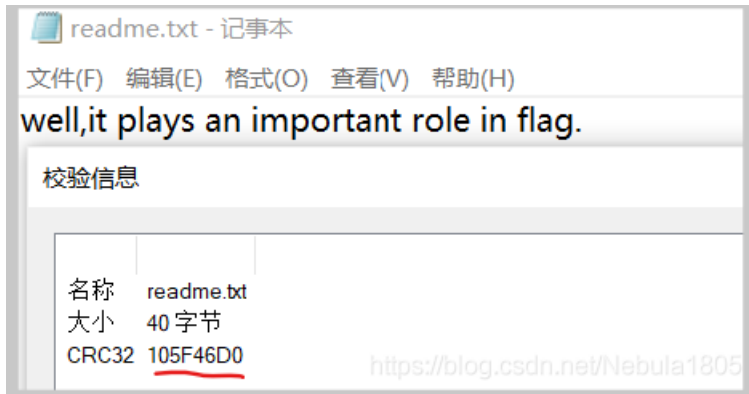 readme.txt - 记事本
文件(F) 编辑(E) 格式(O) 查看(V) 帮助(H)
well,it plays an important role in flag.
校验信息
名称 readme.txt
大小 40 字节
CRC32 105F46D0
https://blog.csdn.net/Nebula1805